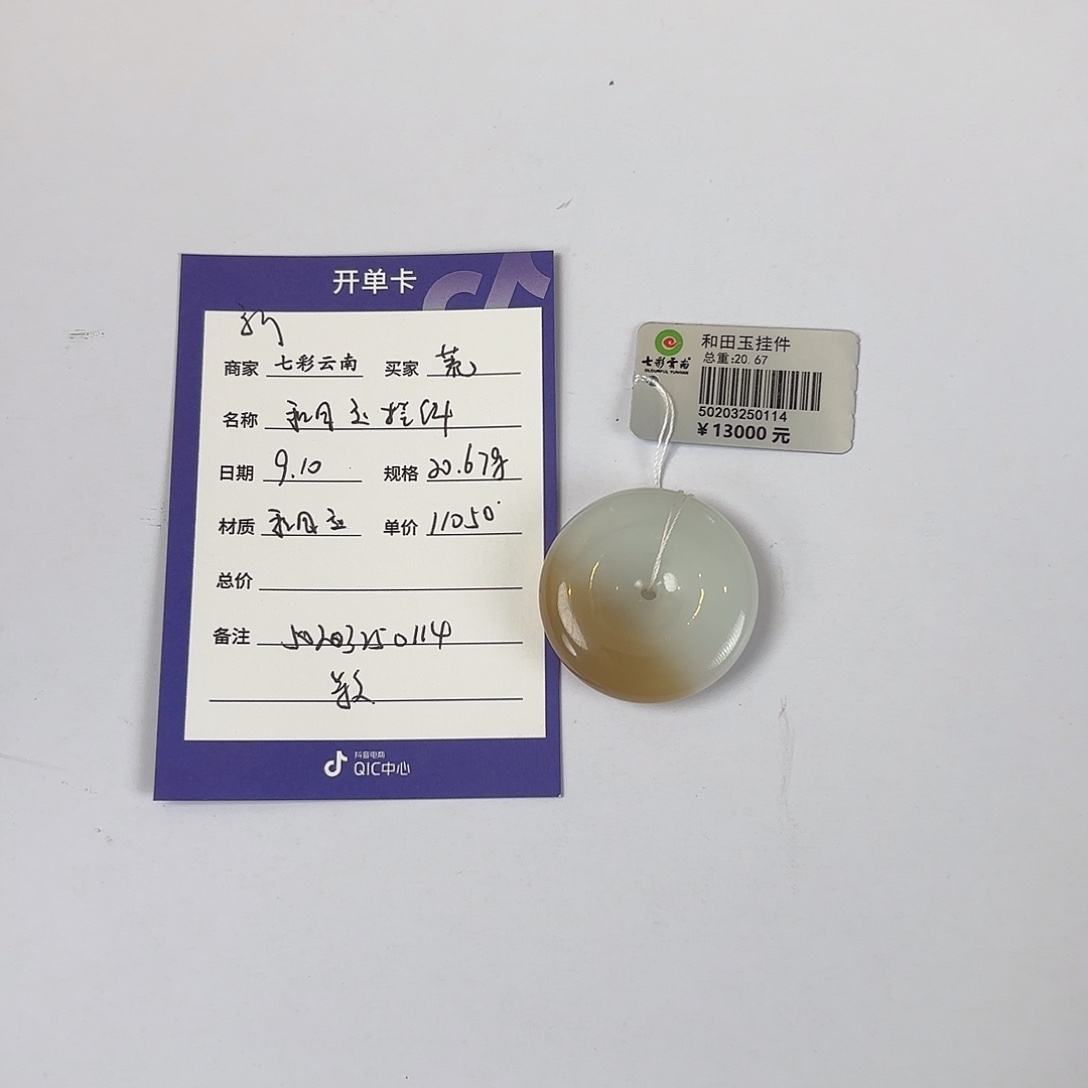 开单卡
新
商家 七彩云南 买家
名称 和田玉挂件
日期 9.10 规格 20.67g
材质 和田玉 单价 11050
总价
备注 50203250114
抖音电商
QIC中心
七彩云南
COLOURFUL YUNNAN
和田玉挂件
总重:20.67
50203250114
¥13000元